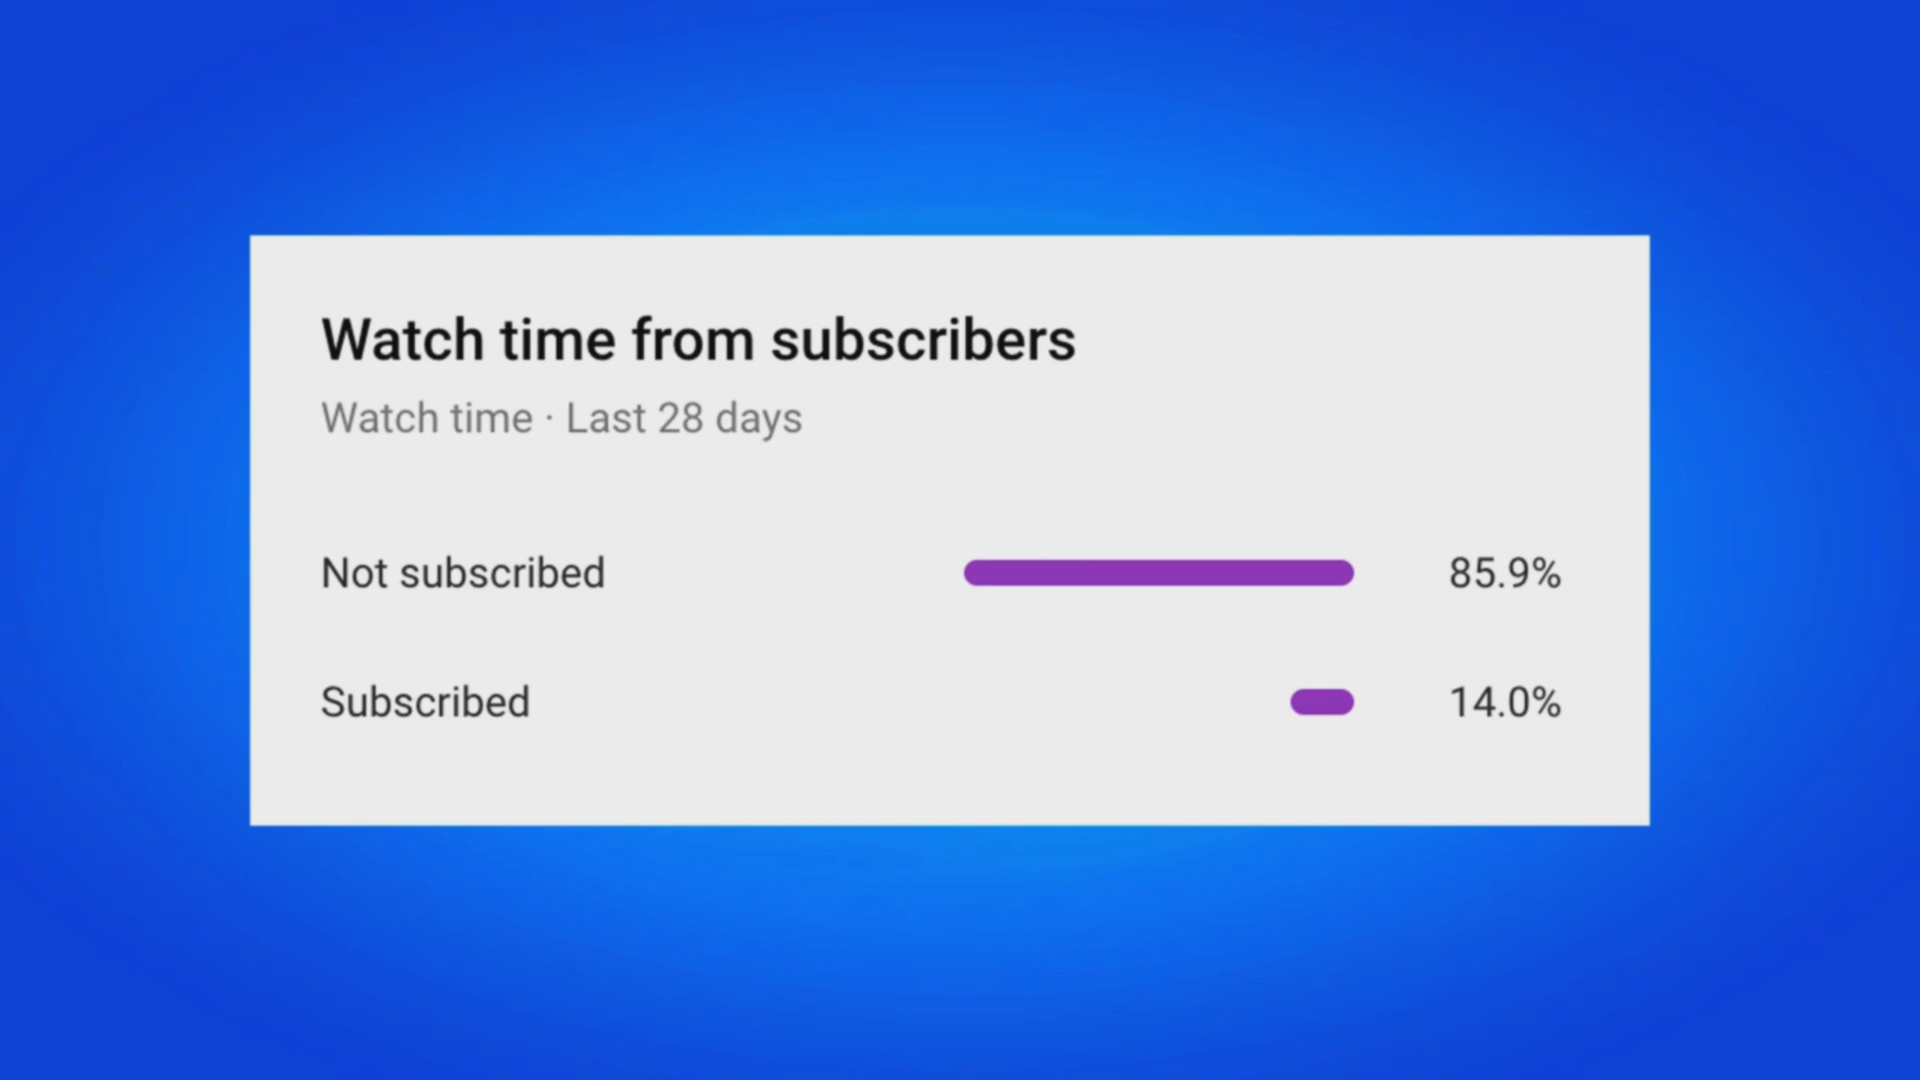 Watch time from subscribers
Watch time · Last 28 days
Not subscribed 85.9%
Subscribed 14.0%